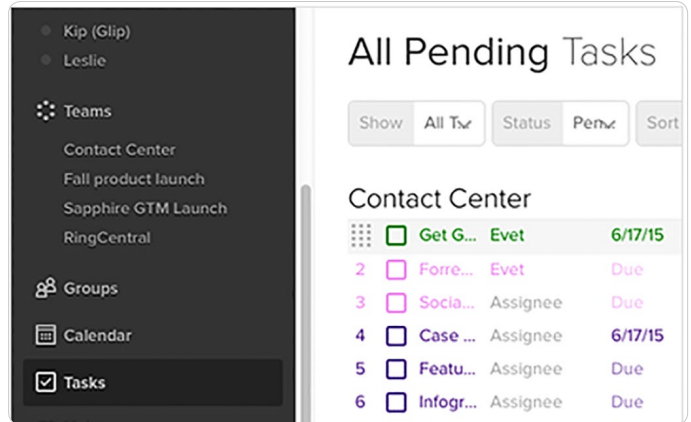 Kip (Glip)
Leslie
Teams
Contact Center
Fall product launch
Sapphire GTM Launch
RingCentral
Groups
Calendar
Tasks
All Pending Tasks
Show All T Status Pen Sort
Contact Center
Get G... Evet 6/17/15
2 Forre... Evet Due
3 Socia... Assignee Due
4 Case ... Assignee 6/17/15
5 Featu... Assignee Due
6 Infogr... Assignee Due